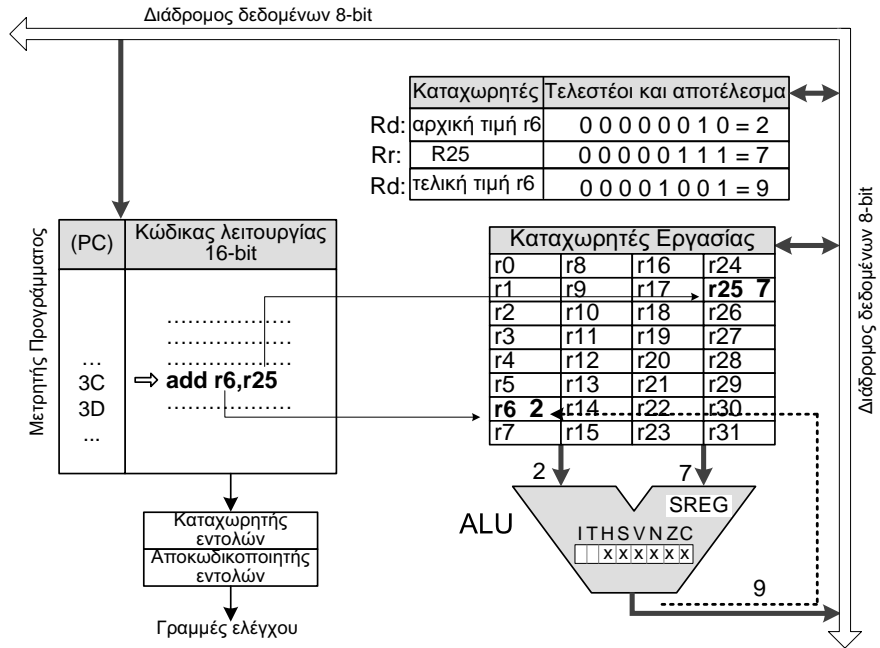 Διάδρομος δεδομένων 8-bit
Καταχωρητές Τελεστέοι και αποτέλεσμα
Rd: αρχική τιμή r6 0 0 0 0 0 0 1 0 = 2
Rr: R25 0 0 0 0 0 1 1 1 = 7
Rd: τελική τιμή r6 0 0 0 0 1 0 0 1 = 9
Διάδρομος δεδομένων 8-bit
Μετρητής Προγράμματος
(PC) Κώδικας λειτουργίας
16-bit
..................
..................
... ..................
3C ⇨ add r6,r25
3D ..................
...
Καταχωρητές Εργασίας
r0 r8 r16 r24
r1 r9 r17 r25 7
r2 r10 r18 r26
r3 r11 r19 r27
r4 r12 r20 r28
r5 r13 r21 r29
r6 2 r14 r22 r30
r7 r15 r23 r31
2 7
SREG
ALU
I T H S V N Z C
x x x x x x
9
Καταχωρητής
εντολών
Αποκωδικοποιητής
εντολών
Γραμμές ελέγχου